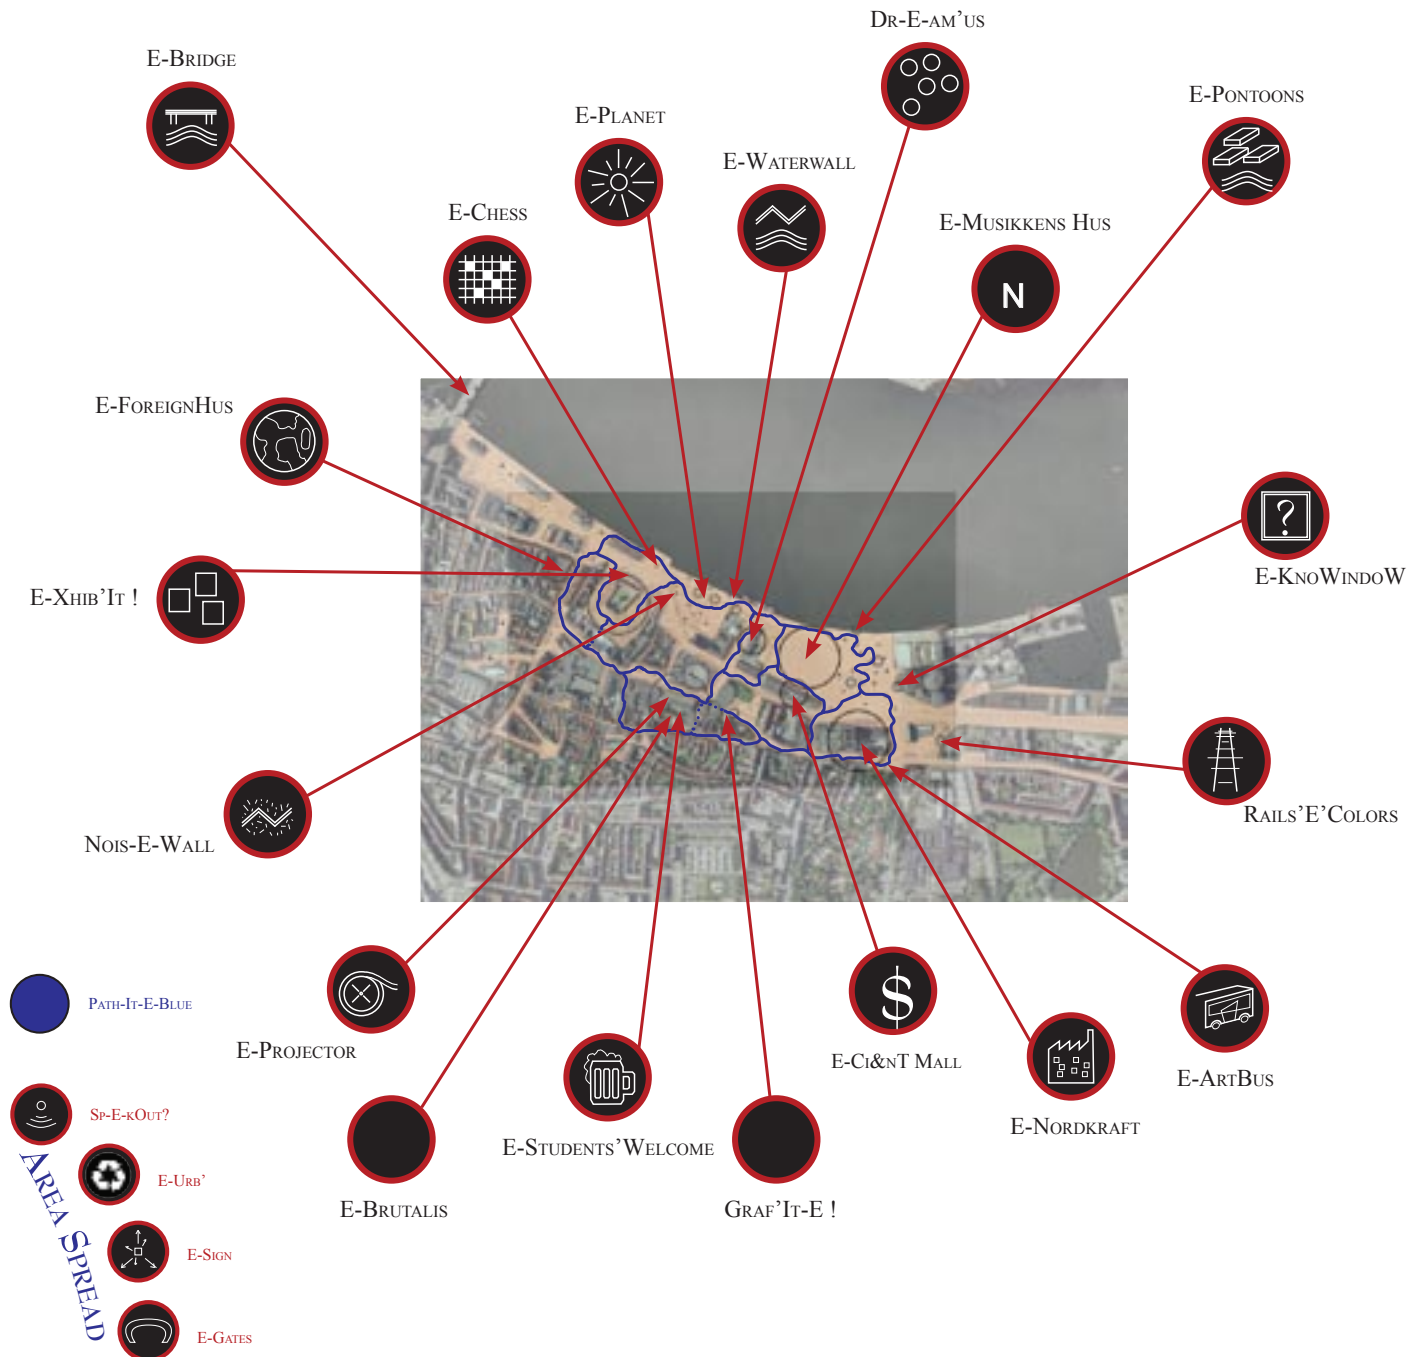 Dr-E-am'us
E-Bridge
E-Pontoons
E-Planet
E-Waterwall
E-Chess
E-Musikkens Hus
N
E-ForeignHus
?
E-KnoWindoW
E-Xhib'It !
Rails'E'Colors
Nois-E-Wall
$
Path-It-E-Blue
E-Projector
E-Ci&nT Mall
E-ArtBus
Sp-E-kOut?
E-Nordkraft
E-Students'Welcome
E-Urb'
E-Brutalis
Graf'It-E !
Area Spread
E-Sign
E-Gates